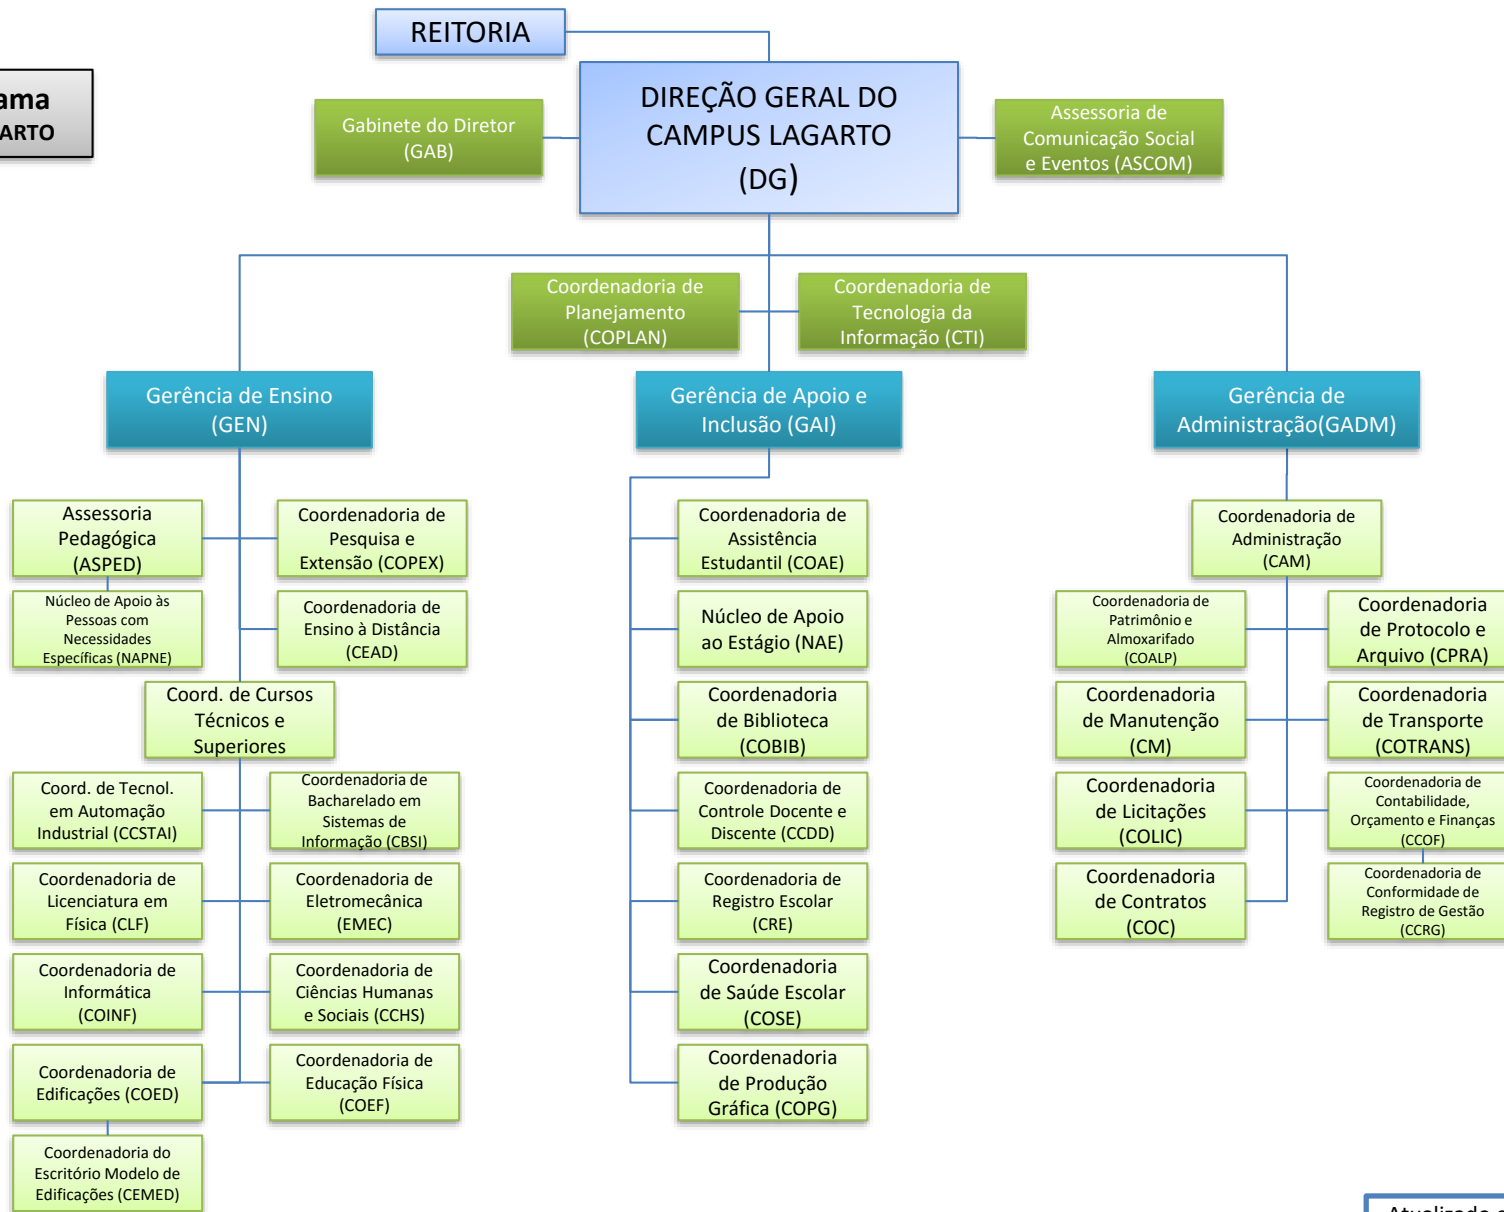 REITORIA
ama
ARTO
DIREÇÃO GERAL DO
CAMPUS LAGARTO
(DG)
Gabinete do Diretor
(GAB)
Assessoria de
Comunicação Social
e Eventos (ASCOM)
Coordenadoria de
Planejamento
(COPLAN)
Coordenadoria de
Tecnologia da
Informação (CTI)
Gerência de Ensino
(GEN)
Gerência de Apoio e
Inclusão (GAI)
Gerência de
Administração(GADM)
Assessoria
Pedagógica
(ASPED)
Coordenadoria de
Pesquisa e
Extensão (COPEX)
Núcleo de Apoio às
Pessoas com
Necessidades
Específicas (NAPNE)
Coordenadoria de
Ensino à Distância
(CEAD)
Coord. de Cursos
Técnicos e
Superiores
Coord. de Tecnol.
em Automação
Industrial (CCSTAI)
Coordenadoria de
Bacharelado em
Sistemas de
Informação (CBSI)
Coordenadoria de
Licenciatura em
Física (CLF)
Coordenadoria de
Eletromecânica
(EMEC)
Coordenadoria de
Informática
(COINF)
Coordenadoria de
Ciências Humanas
e Sociais (CCHS)
Coordenadoria de
Edificações (COED)
Coordenadoria de
Educação Física
(COEF)
Coordenadoria do
Escritório Modelo de
Edificações (CEMED)
Coordenadoria de
Assistência
Estudantil (COAE)
Núcleo de Apoio
ao Estágio (NAE)
Coordenadoria
de Biblioteca
(COBIB)
Coordenadoria de
Controle Docente e
Discente (CCDD)
Coordenadoria de
Registro Escolar
(CRE)
Coordenadoria
de Saúde Escolar
(COSE)
Coordenadoria
de Produção
Gráfica (COPG)
Coordenadoria de
Administração
(CAM)
Coordenadoria de
Patrimônio e
Almoxarifado
(COALP)
Coordenadoria
de Protocolo e
Arquivo (CPRA)
Coordenadoria
de Manutenção
(CM)
Coordenadoria
de Transporte
(COTRANS)
Coordenadoria
de Licitações
(COLIC)
Coordenadoria de
Contabilidade,
Orçamento e Finanças
(CCOF)
Coordenadoria
de Contratos
(COC)
Coordenadoria de
Conformidade de
Registro de Gestão
(CCRG)
Atualizado